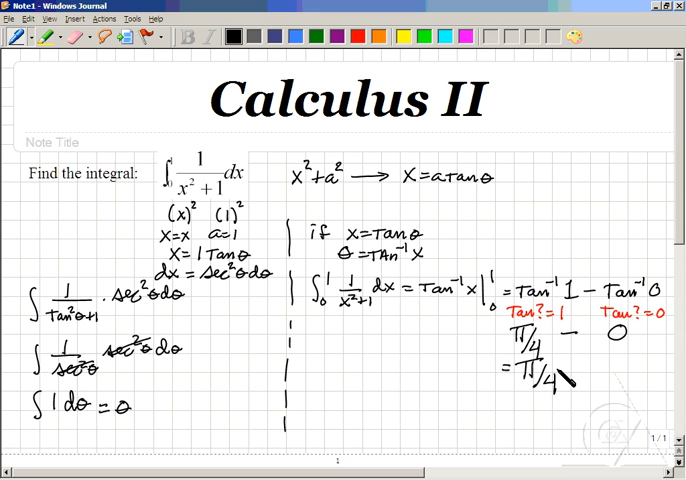 Note1 - Windows Journal
File Edit View Insert Actions Tools Help
B I
Calculus II
Note Title
Find the integral: ∫₀¹ 1/(x² + 1) dx
x² + a² ⟶ x = a tan θ
(x)² (1)²
x = x a = 1
x = 1 Tan θ
dx = sec²θ dθ
∫ 1/(Tan²θ+1) · sec²θ dθ
∫ 1/sec²θ sec²θ dθ
∫ 1 dθ = θ
if x = Tan θ
θ = TAn⁻¹ x
∫₀¹ 1/(x²+1) dx = Tan⁻¹ x |₀¹ = Tan⁻¹ 1 − Tan⁻¹ 0
Tan ? = 1 Tan ? = 0
π/4 − 0
= π/4
1/1
1